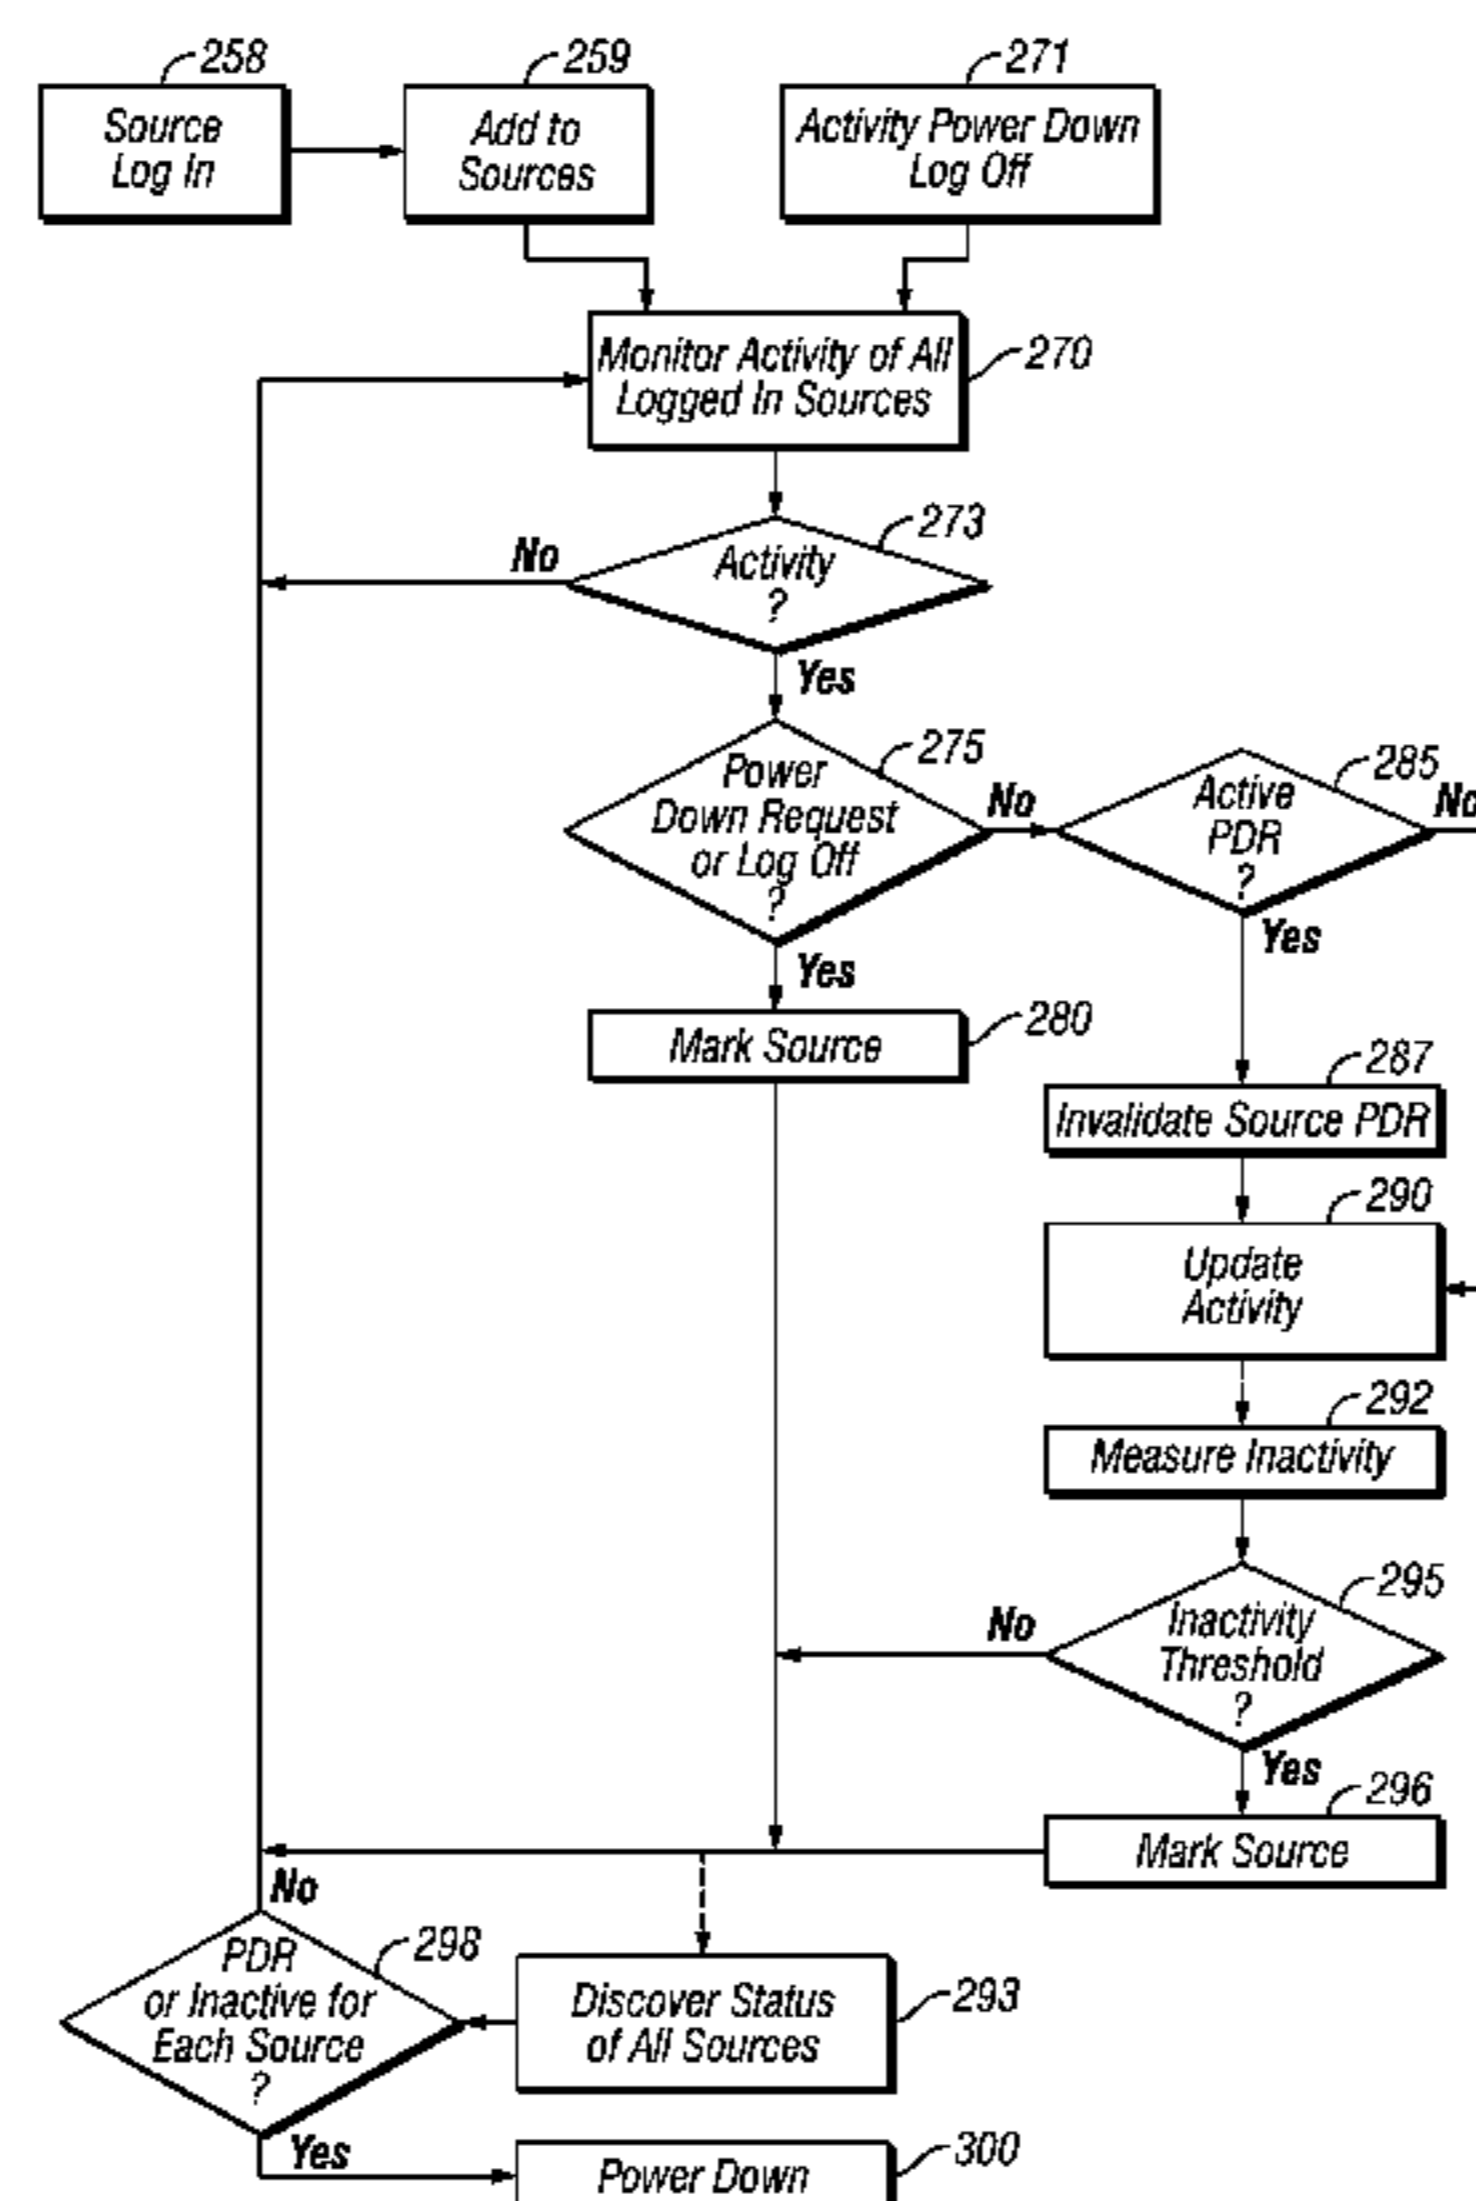 258
Source
Log In
259
Add to
Sources
271
Activity Power Down
Log Off
Monitor Activity of All
Logged In Sources
270
273
No
Activity
?
Yes
275
Power
Down Request
or Log Off
?
No
285
Active
PDR
?
No
Yes
Yes
Mark Source
280
287
Invalidate Source PDR
290
Update
Activity
292
Measure Inactivity
295
No
Inactivity
Threshold
?
Yes
296
Mark Source
No
298
PDR
or Inactive for
Each Source
?
Discover Status
of All Sources
293
Yes
Power Down
300